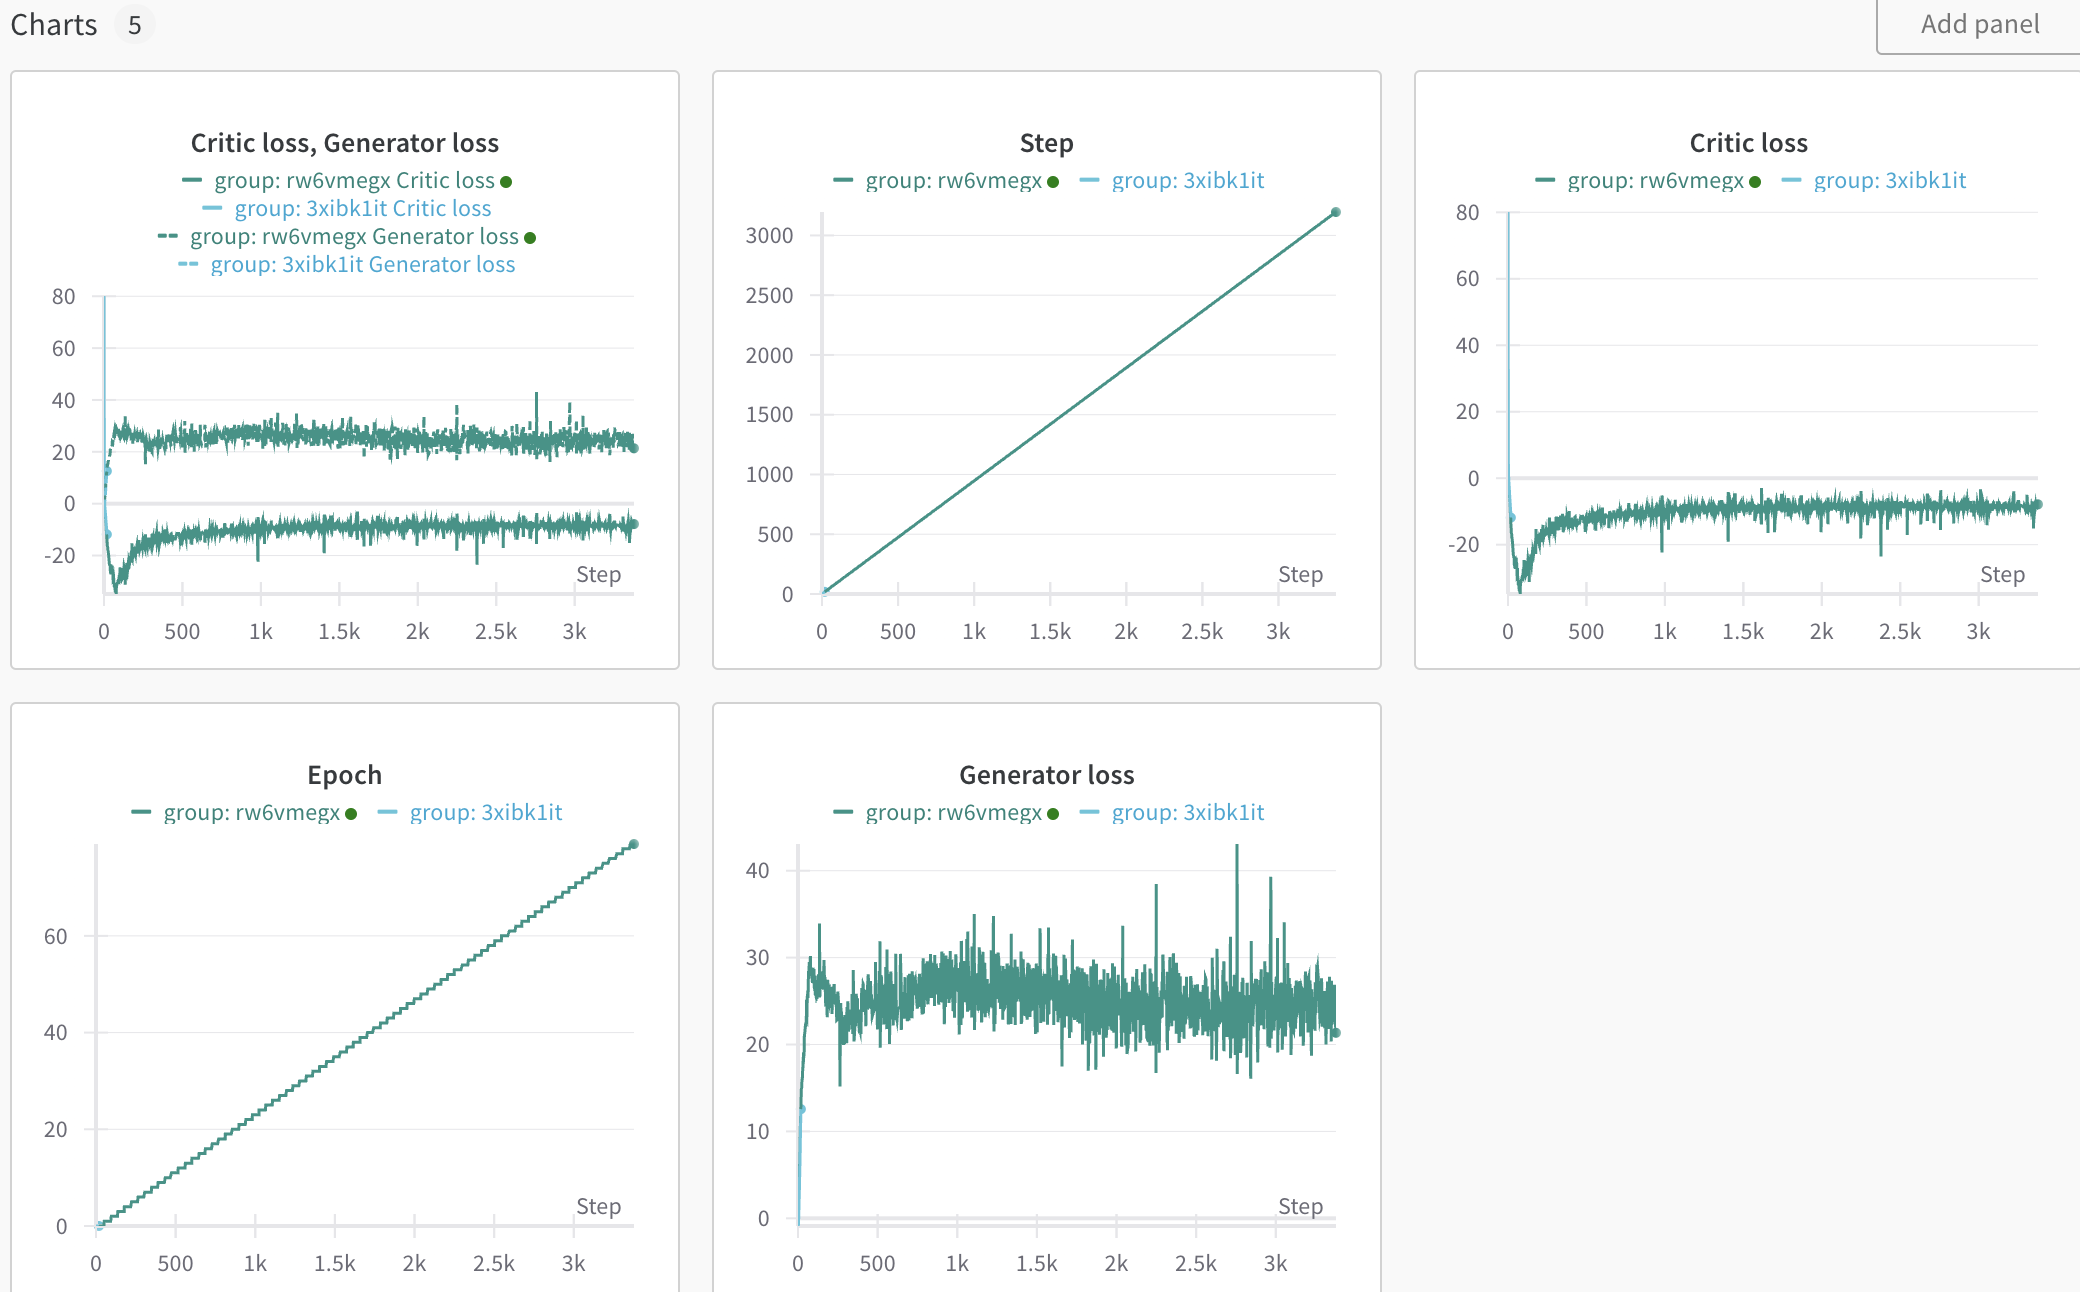 Charts 5
Add panel
Critic loss, Generator loss
group: rw6vmegx Critic loss
group: 3xibk1it Critic loss
group: rw6vmegx Generator loss
group: 3xibk1it Generator loss
80
60
40
20
0
-20
Step
0 500 1k 1.5k 2k 2.5k 3k
Step
group: rw6vmegx group: 3xibk1it
3000
2500
2000
1500
1000
500
0
Step
0 500 1k 1.5k 2k 2.5k 3k
Critic loss
group: rw6vmegx group: 3xibk1it
80
60
40
20
0
-20
Step
0 500 1k 1.5k 2k 2.5k 3k
Epoch
group: rw6vmegx group: 3xibk1it
60
40
20
0
Step
0 500 1k 1.5k 2k 2.5k 3k
Generator loss
group: rw6vmegx group: 3xibk1it
40
30
20
10
0
Step
0 500 1k 1.5k 2k 2.5k 3k